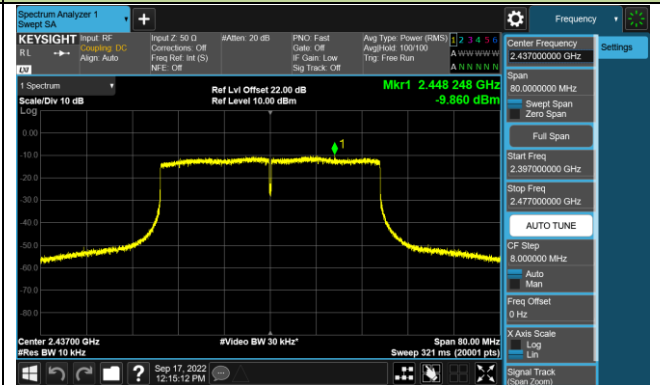 Spectrum Analyzer 1
Swept SA
+
Frequency
KEYSIGHT Input: RF Input Z: 50 Ω #Atten: 20 dB PNO: Fast Avg Type: Power (RMS) 1 2 3 4 5 6
RL Coupling: DC Corrections: Off Gate: Off Avg|Hold: 100/100 A W W W W W
Align: Auto Freq Ref: Int (S) IF Gain: Low Trig: Free Run
NFE: Off Sig Track: Off A N N N N N
LXI
1 Spectrum
Scale/Div 10 dB
Ref Lvl Offset 22.00 dB
Ref Level 10.00 dBm
Mkr1 2.448 248 GHz
-9.860 dBm
Log
0.00
-10.0
-20.0
-30.0
-40.0
-50.0
-60.0
-70.0
-80.0
1
Center 2.43700 GHz #Video BW 30 kHz* Span 80.00 MHz
#Res BW 10 kHz Sweep 321 ms (20001 pts)
? Sep 17, 2022
12:15:12 PM
Center Frequency
2.437000000 GHz
Settings
Span
80.0000000 MHz
Swept Span
Zero Span
Full Span
Start Freq
2.397000000 GHz
Stop Freq
2.477000000 GHz
AUTO TUNE
CF Step
8.000000 MHz
Auto
Man
Freq Offset
0 Hz
X Axis Scale
Log
Lin
Signal Track
(Span Zoom)